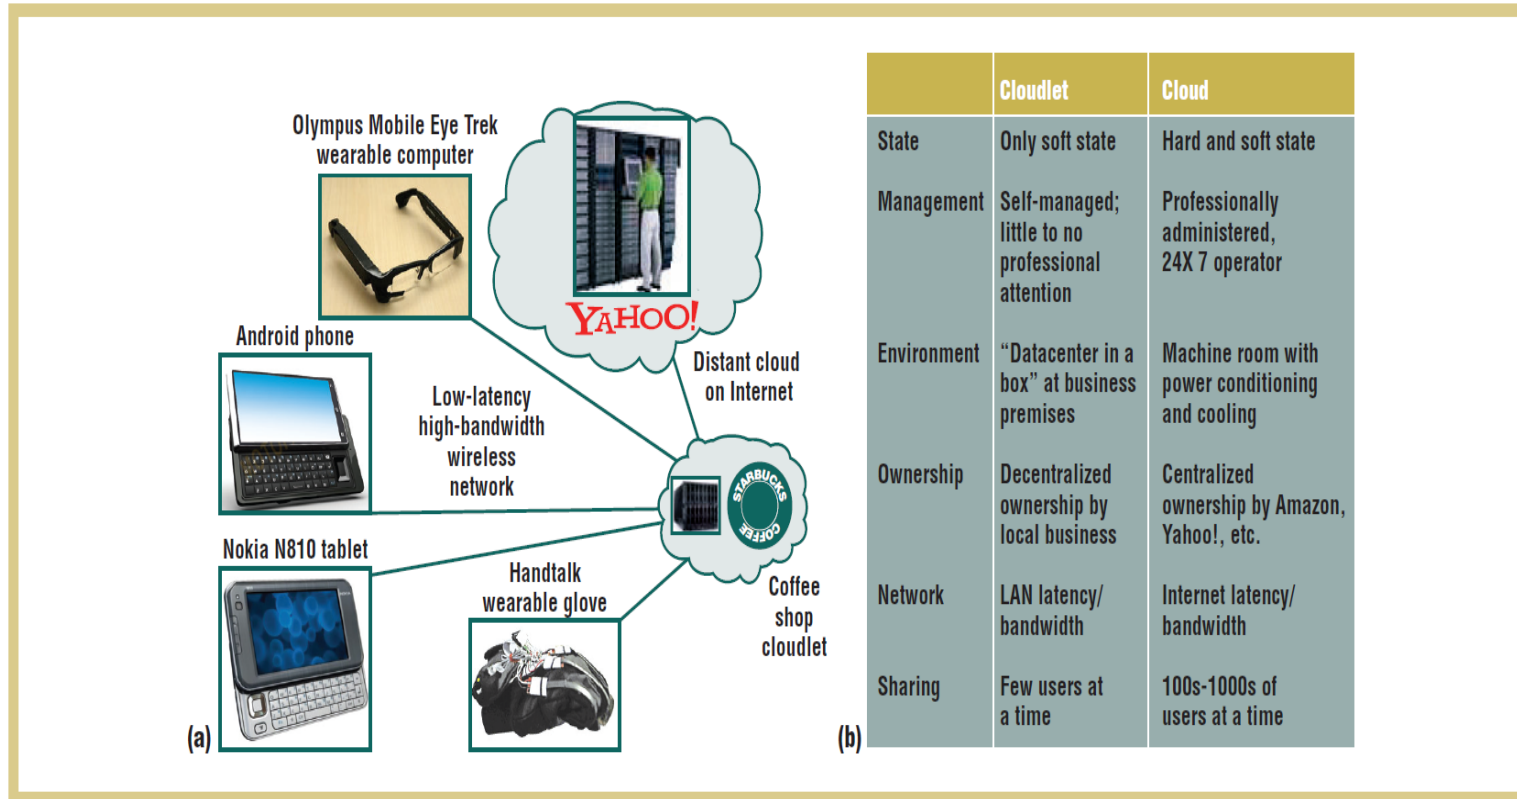 Olympus Mobile Eye Trek
wearable computer
YAHOO!
Android phone
Distant cloud
on Internet
Low-latency
high-bandwidth
wireless
network
STARBUCKS
COFFEE
Nokia N810 tablet
Handtalk
wearable glove
Coffee
shop
cloudlet
(a)
Cloudlet Cloud
State Only soft state Hard and soft state
Management Self-managed; Professionally
little to no administered,
professional 24X 7 operator
attention
Environment “Datacenter in a Machine room with
box” at business power conditioning
premises and cooling
Ownership Decentralized Centralized
ownership by ownership by Amazon,
local business Yahoo!, etc.
Network LAN latency/ Internet latency/
bandwidth bandwidth
Sharing Few users at 100s-1000s of
a time users at a time
(b)